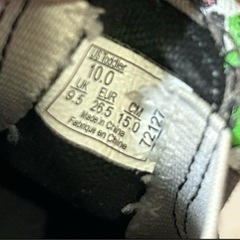 US Toddler
10.0
UK EUR CM
9.5 26.5 15.0
Made in China
Fabriqué en Chine
72127